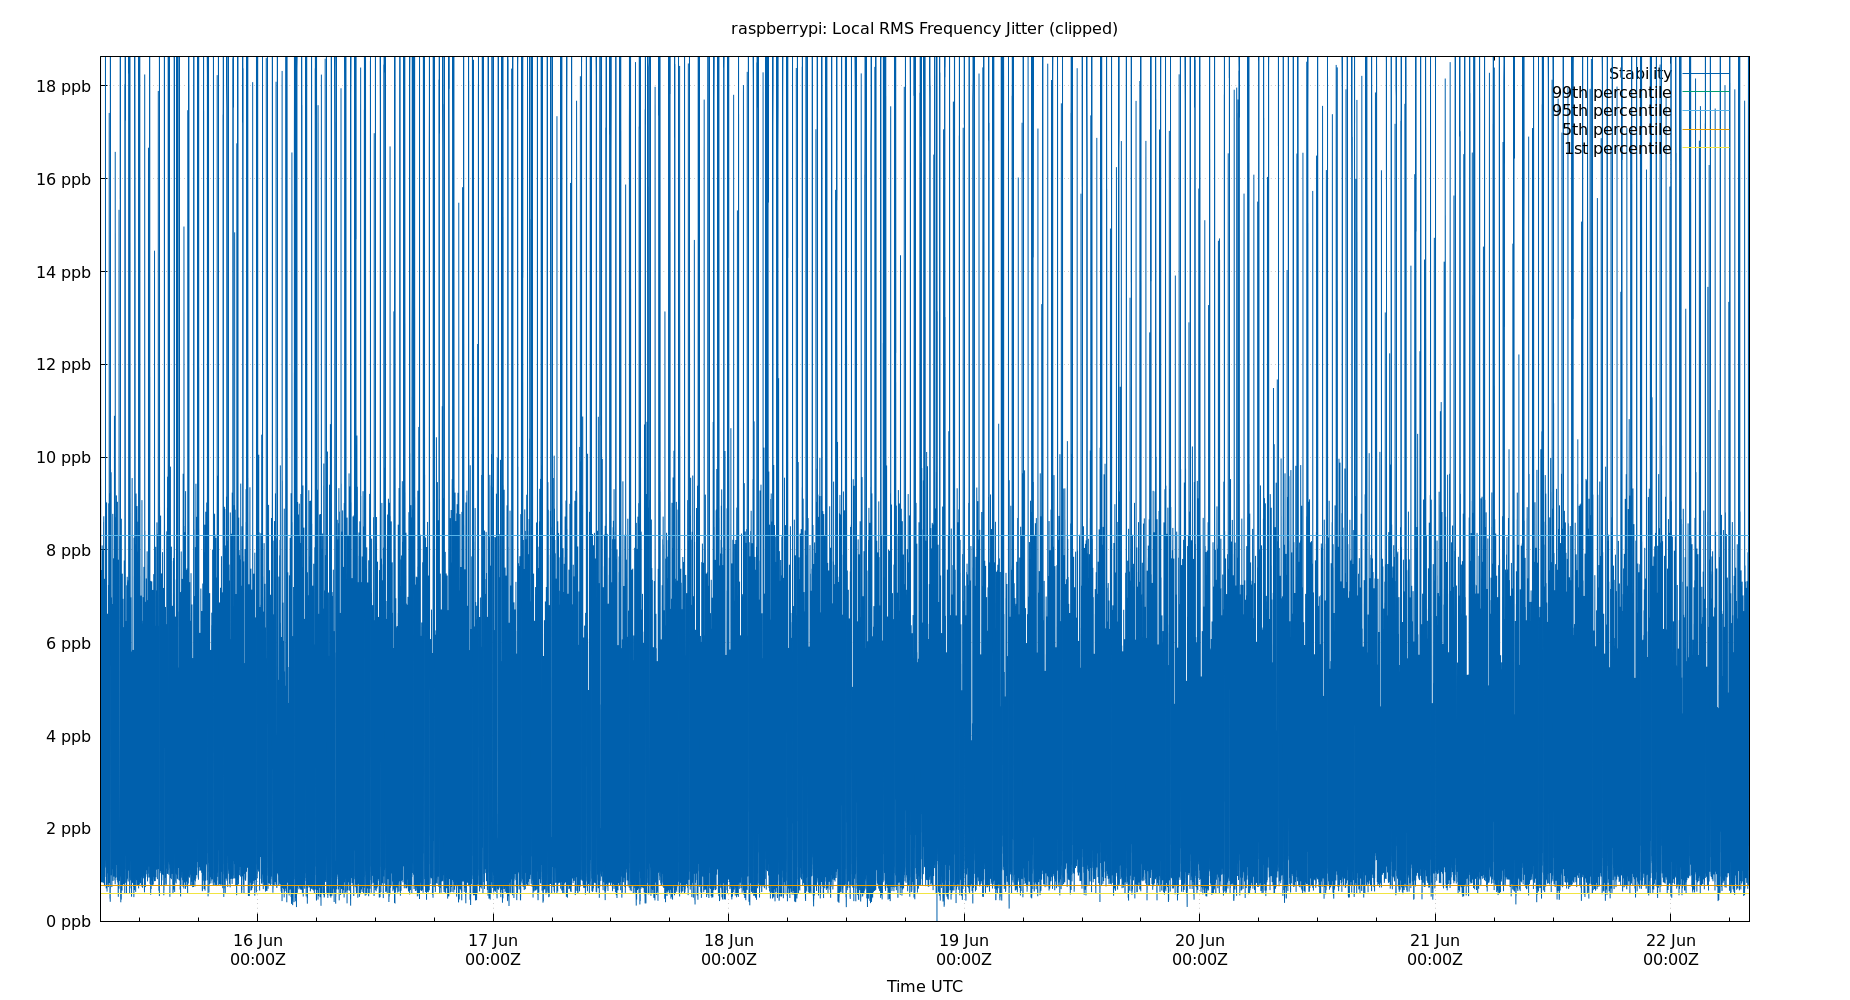 raspberrypi: Local RMS Frequency Jitter (clipped)
18 ppb
16 ppb
14 ppb
12 ppb
10 ppb
8 ppb
6 ppb
4 ppb
2 ppb
0 ppb
Stability
99th percentile
95th percentile
5th percentile
1st percentile
16 Jun 17 Jun 18 Jun 19 Jun 20 Jun 21 Jun 22 Jun
00:00Z 00:00Z 00:00Z 00:00Z 00:00Z 00:00Z 00:00Z
Time UTC